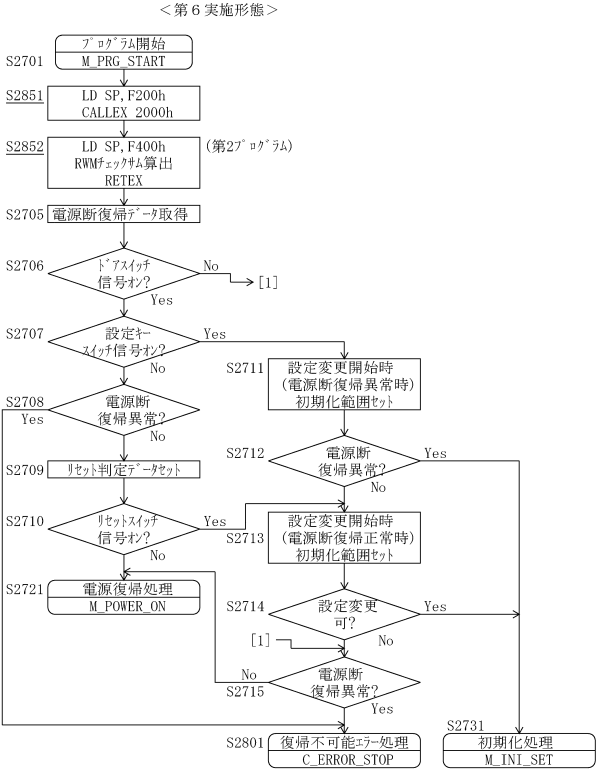 ＜第６実施形態＞
ﾌﾟﾛｸﾞﾗﾑ開始
S2701
M_PRG_START
S2851
LD SP,F200h
CALLEX 2000h
S2852
LD SP,F400h
(第2ﾌﾟﾛｸﾞﾗﾑ)
RWMﾁｪｯｸｻﾑ算出
RETEX
S2705
電源断復帰ﾃﾞｰﾀ取得
S2706
ﾄﾞｱｽｲｯﾁ
信号ｵﾝ?
No
[1]
Yes
S2707
設定ｷｰ
ｽｲｯﾁ信号ｵﾝ?
Yes
No
S2711
設定変更開始時
(電源断復帰異常時)
初期化範囲ｾｯﾄ
S2708
電源断
復帰異常?
Yes
No
S2712
電源断
復帰異常?
Yes
No
S2709
ﾘｾｯﾄ判定ﾃﾞｰﾀｾｯﾄ
S2710
ﾘｾｯﾄｽｲｯﾁ
信号ｵﾝ?
Yes
No
S2713
設定変更開始時
(電源断復帰正常時)
初期化範囲ｾｯﾄ
S2721
電源復帰処理
M_POWER_ON
S2714
設定変更
可?
Yes
No
[1]
S2715
電源断
復帰異常?
No
Yes
S2801
復帰不可能ｴﾗｰ処理
C_ERROR_STOP
S2731
初期化処理
M_INI_SET